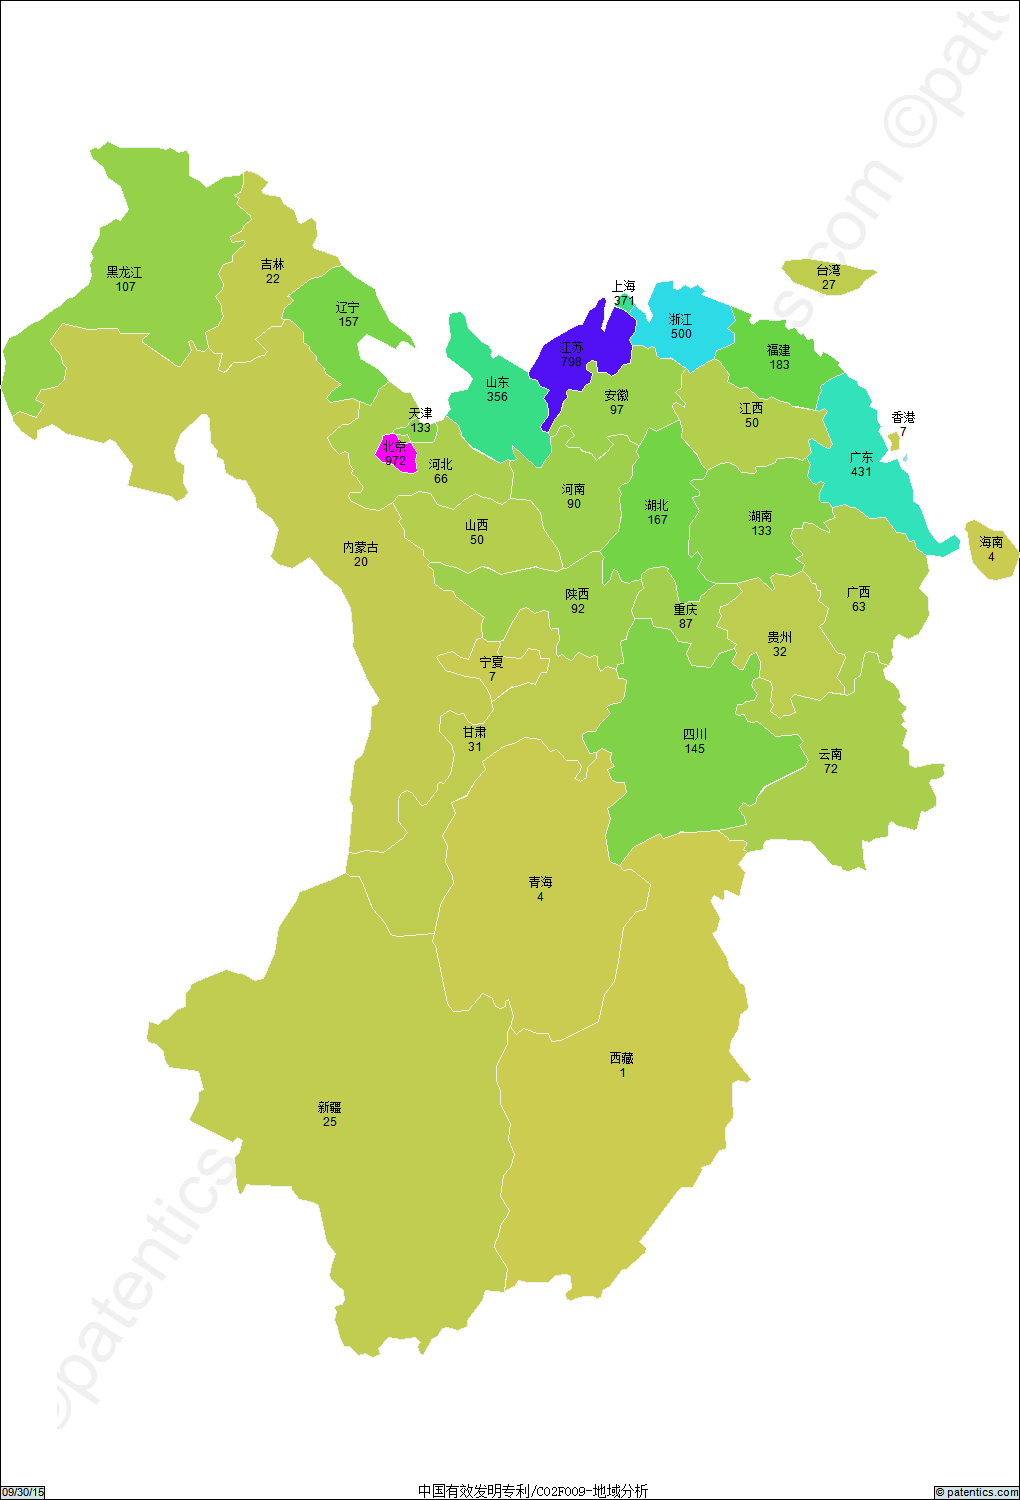 ©patentics.com ©patentics
黑龙江
107
吉林
22
台湾
27
上海
371
辽宁
157
浙江
500
江苏
798
福建
183
山东
356
安徽
97
江西
50
天津
133
香港
7
北京
972
河北
66
广东
431
河南
90
湖北
167
湖南
133
山西
50
海南
4
内蒙古
20
陕西
92
广西
63
重庆
87
贵州
32
宁夏
7
甘肃
31
四川
145
云南
72
青海
4
西藏
1
新疆
25
09/30/15
中国有效发明专利/C02F009-地域分析
© patentics.com